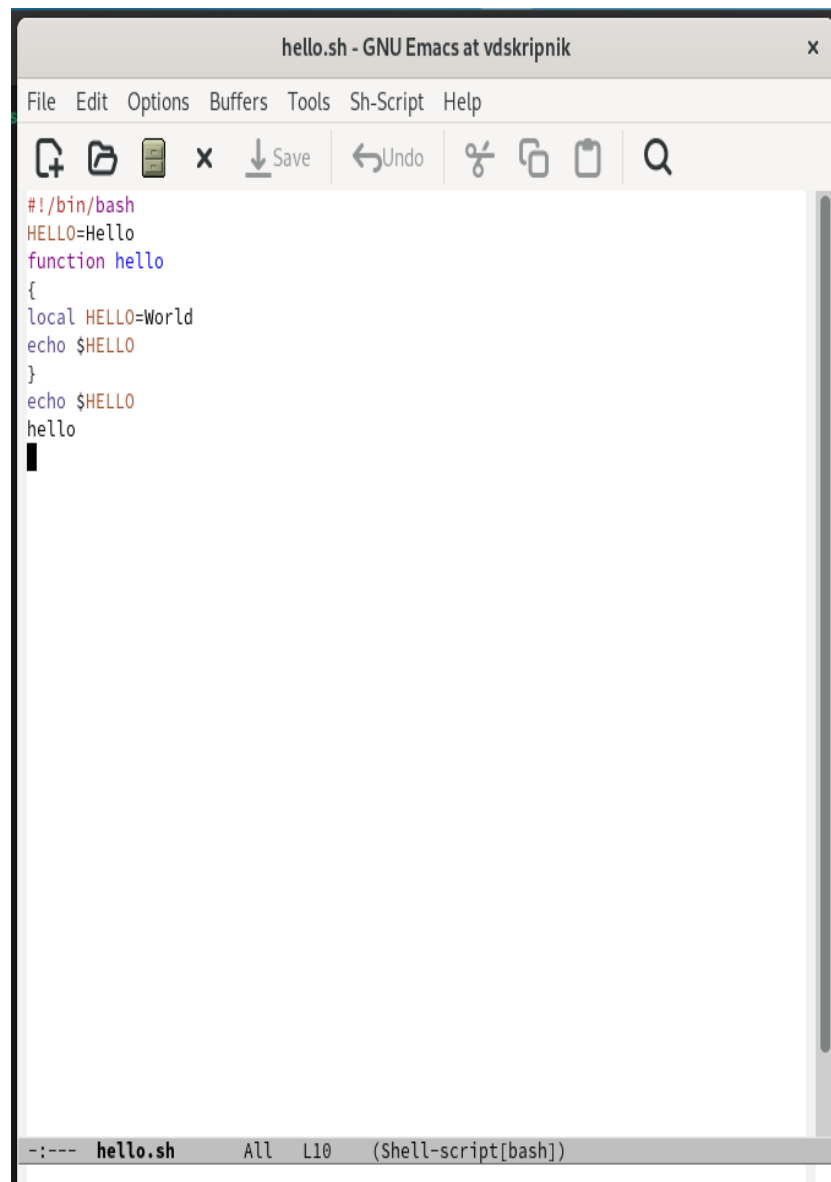 hello.sh - GNU Emacs at vdskripnik
File Edit Options Buffers Tools Sh-Script Help
Save Undo
#!/bin/bash
HELLO=Hello
function hello
{
local HELLO=World
echo $HELLO
}
echo $HELLO
hello
-:--- hello.sh All L10 (Shell-script[bash])